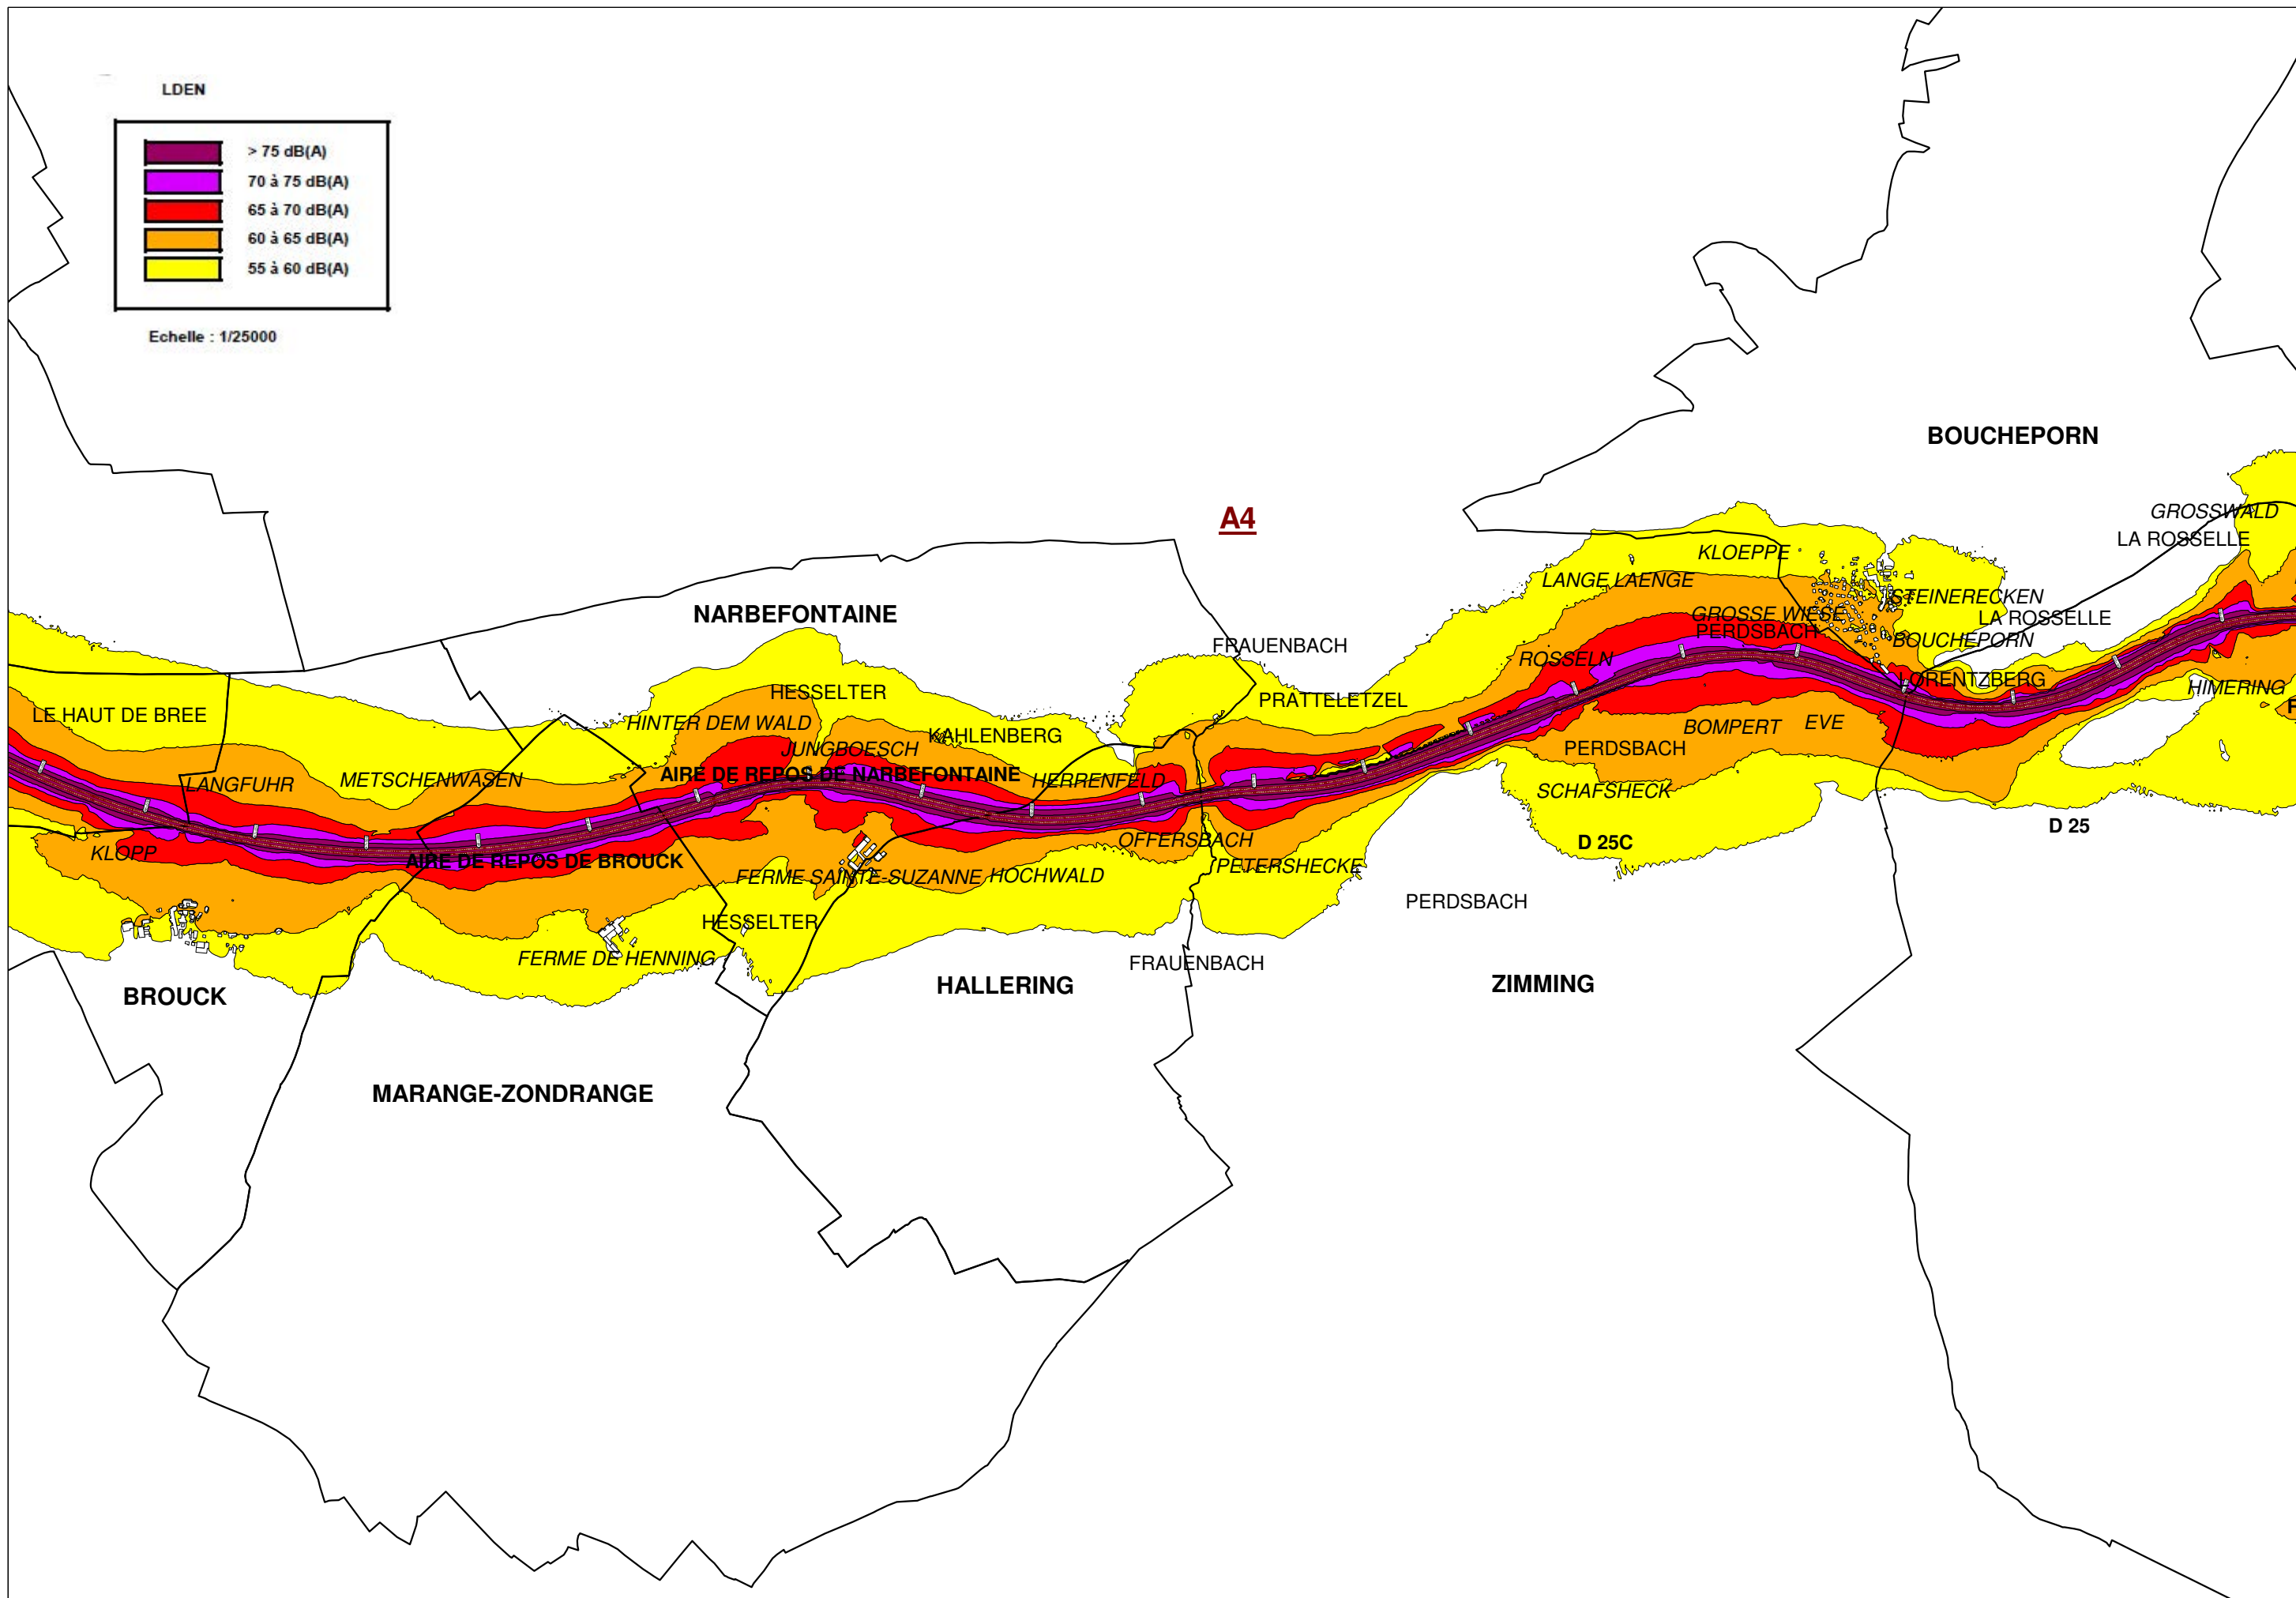 LDEN
> 75 dB(A)
70 à 75 dB(A)
65 à 70 dB(A)
60 à 65 dB(A)
55 à 60 dB(A)
Echelle : 1/25000
BOUCHEPORN
A4
GROSSWALD
LA ROSSELLE
KLOEPPE
LANGE LAENGE
STEINERECKEN
NARBEFONTAINE
GROSSE WIESE
LA ROSSELLE
PERDSBACH
BOUCHEPORN
FRAUENBACH
ROSSELN
LORENTZBERG
HIMERING
HESSELTER
PRATTELETZEL
LE HAUT DE BREE
HINTER DEM WALD
BOMPERT
EVE
KAHLENBERG
JUNGBOESCH
PERDSBACH
AIRE DE REPOS DE NARBEFONTAINE
METSCHENWASEN
HERRENFELD
LANGFUHR
SCHAFSHECK
D 25
OFFERSBACH
D 25C
KLOPP
AIRE DE REPOS DE BROUCK
PETERSHECKE
FERME SAINTE-SUZANNE
HOCHWALD
PERDSBACH
HESSELTER
FERME DE HENNING
FRAUENBACH
HALLERING
ZIMMING
BROUCK
MARANGE-ZONDRANGE